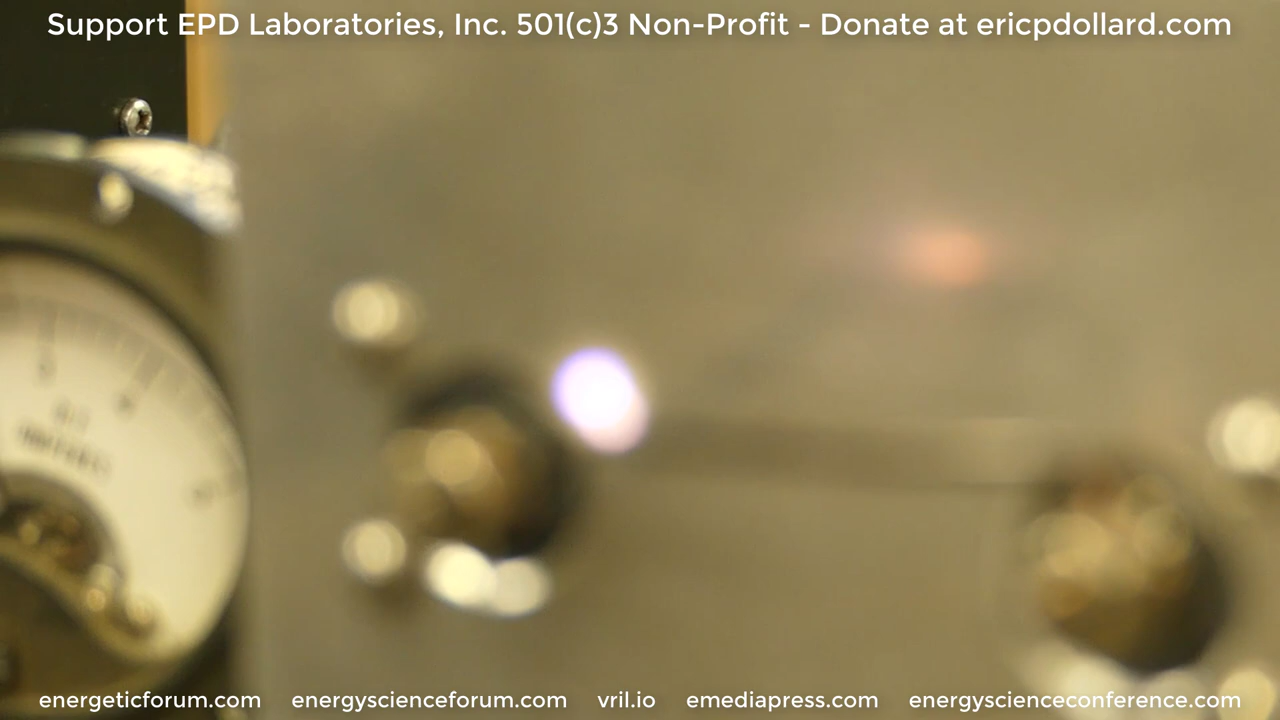 Support EPD Laboratories, Inc. 501(c)3 Non-Profit - Donate at ericpdollard.com
energeticforum.com energyscienceforum.com vril.io emediapress.com energyscienceconference.com